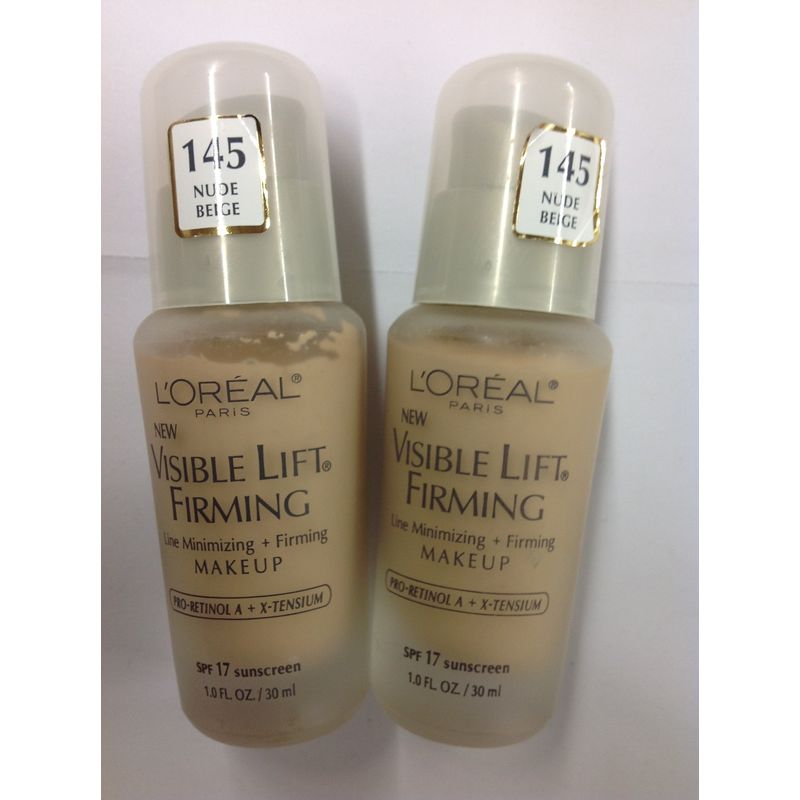 145
NUDE
BEIGE
L'ORÉAL®
PARIS
NEW
VISIBLE LIFT®
FIRMING
Line Minimizing + Firming
MAKEUP
PRO-RETINOL A + X-TENSIUM
SPF 17 sunscreen
1.0 FL. OZ. / 30 ml
145
NUDE
BEIGE
L'ORÉAL®
PARIS
NEW
VISIBLE LIFT®
FIRMING
Line Minimizing + Firming
MAKEUP
PRO-RETINOL A + X-TENSIUM
SPF 17 sunscreen
1.0 FL. OZ. / 30 ml